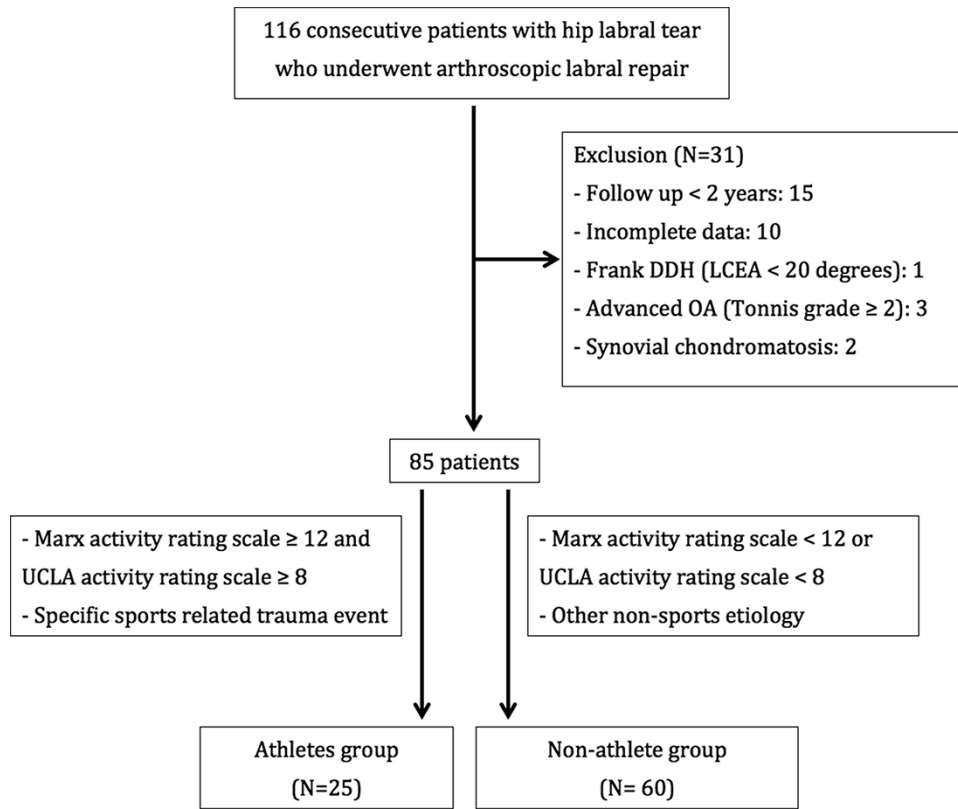 116 consecutive patients with hip labral tear
who underwent arthroscopic labral repair
Exclusion (N=31)
- Follow up < 2 years: 15
- Incomplete data: 10
- Frank DDH (LCEA < 20 degrees): 1
- Advanced OA (Tonnis grade ≥ 2): 3
- Synovial chondromatosis: 2
85 patients
- Marx activity rating scale ≥ 12 and
UCLA activity rating scale ≥ 8
- Specific sports related trauma event
- Marx activity rating scale < 12 or
UCLA activity rating scale < 8
- Other non-sports etiology
Athletes group
(N=25)
Non-athlete group
(N= 60)